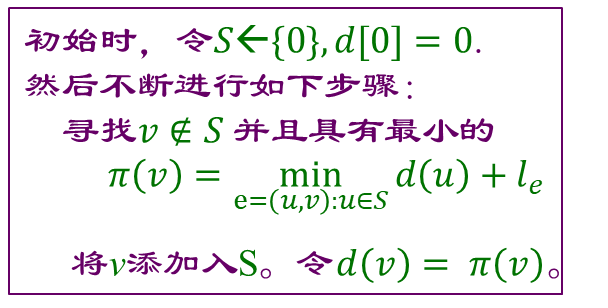 初始时，令S←{0}, d[0] = 0.
然后不断进行如下步骤：
寻找v ∉ S 并且具有最小的
π(v) = min d(u) + lₑ
e=(u,v):u∈S
将v添加入S。令d(v) = π(v)。